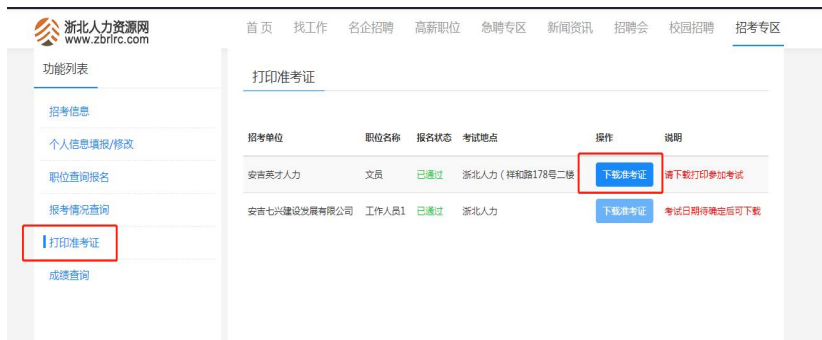 浙北人力资源网
www.zbrlrc.com
首 页 找工作 名企招聘 高薪职位 急聘专区 新闻资讯 招聘会 校园招聘 招考专区
功能列表
招考信息
个人信息填报/修改
职位查询报名
报考情况查询
打印准考证
成绩查询
打印准考证
招考单位 职位名称 报名状态 考试地点 操作 说明
安吉英才人力 文员 已通过 浙北人力（祥和路178号二楼 下载准考证 请下载打印参加考试
安吉七兴建设发展有限公司 工作人员1 已通过 浙北人力 下载准考证 考试日期待确定后可下载